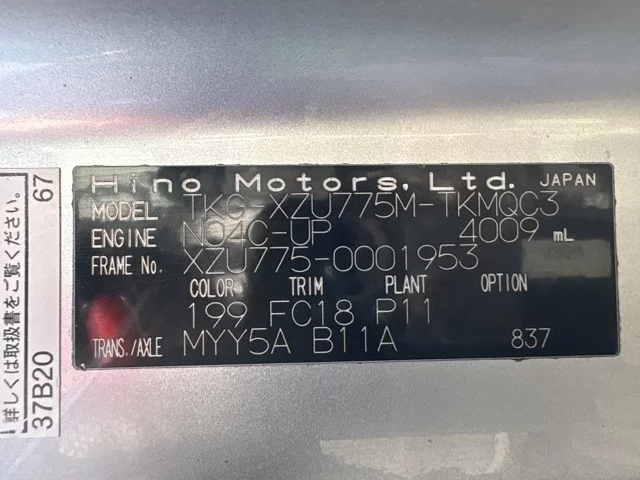 Hino Motors, Ltd. JAPAN
MODEL TKG-XZU775M-TKMQC3
ENGINE N04C-UP 4009 mL
FRAME No. XZU775-0001953
COLOR TRIM PLANT OPTION
199 FC18 P11
TRANS./AXLE MYY5A B11A 837
詳しくは取扱書をご覧ください。
37B20 67